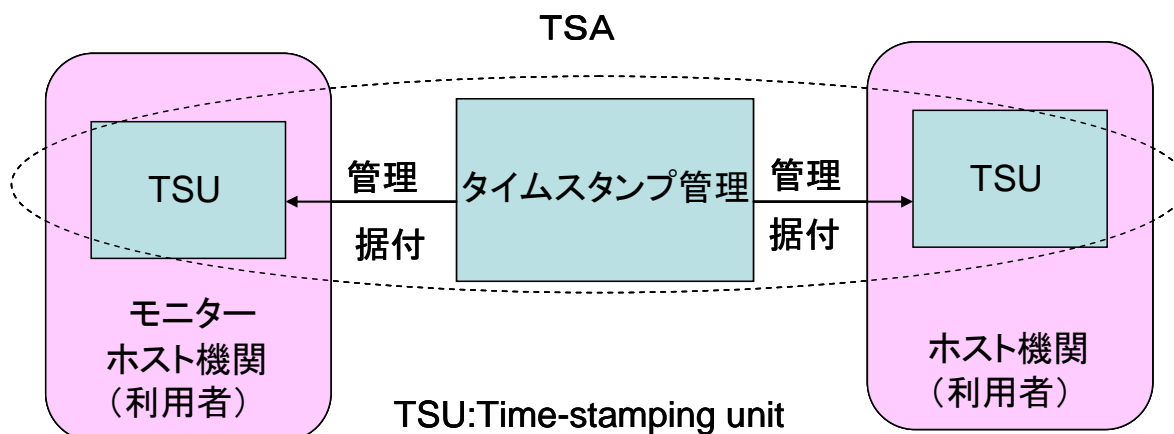 TSA
TSU
管理
据付
タイムスタンプ管理
管理
据付
TSU
モニター
ホスト機関
（利用者）
ホスト機関
（利用者）
TSU:Time-stamping unit